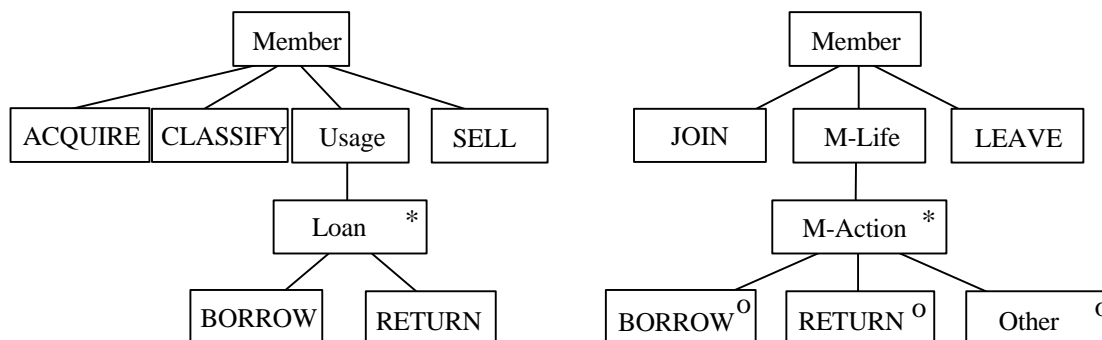 Member
Member
ACQUIRE CLASSIFY Usage SELL
JOIN M-Life LEAVE
Loan *
M-Action *
BORROW RETURN
BORROW O RETURN O Other O